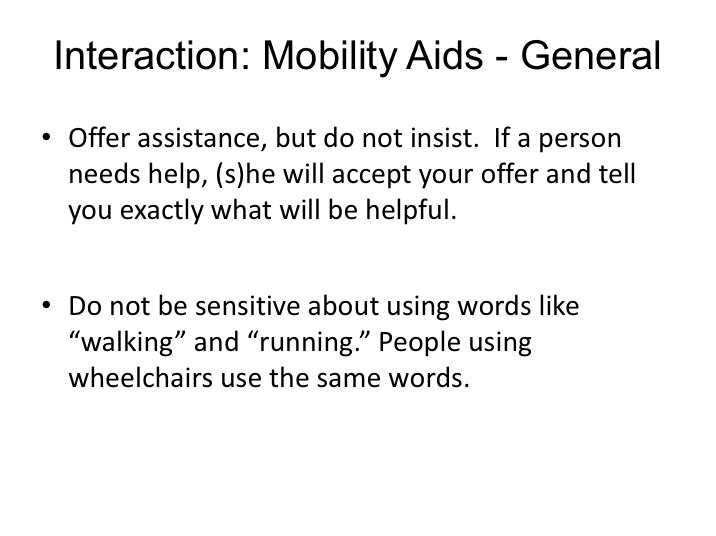 Interaction: Mobility Aids - General
• Offer assistance, but do not insist.  If a person
needs help, (s)he will accept your offer and tell
you exactly what will be helpful.
• Do not be sensitive about using words like
“walking” and “running.” People using
wheelchairs use the same words.